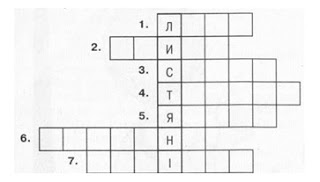 1. Л
2. И
3. С
4. Т
5. Я
6. Н
7. І